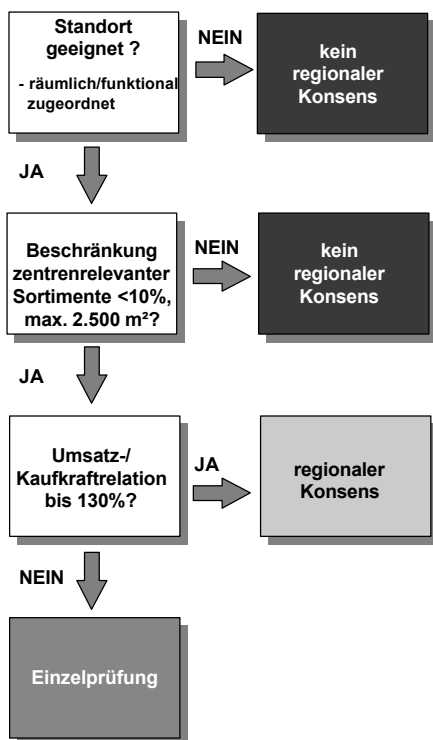 Standort
geeignet ?
- räumlich/funktional
zugeordnet
NEIN
kein
regionaler
Konsens
JA
Beschränkung
zentrenrelevanter
Sortimente <10%,
max. 2.500 m²?
NEIN
kein
regionaler
Konsens
JA
Umsatz-/
Kaufkraftrelation
bis 130%?
JA
regionaler
Konsens
NEIN
Einzelprüfung